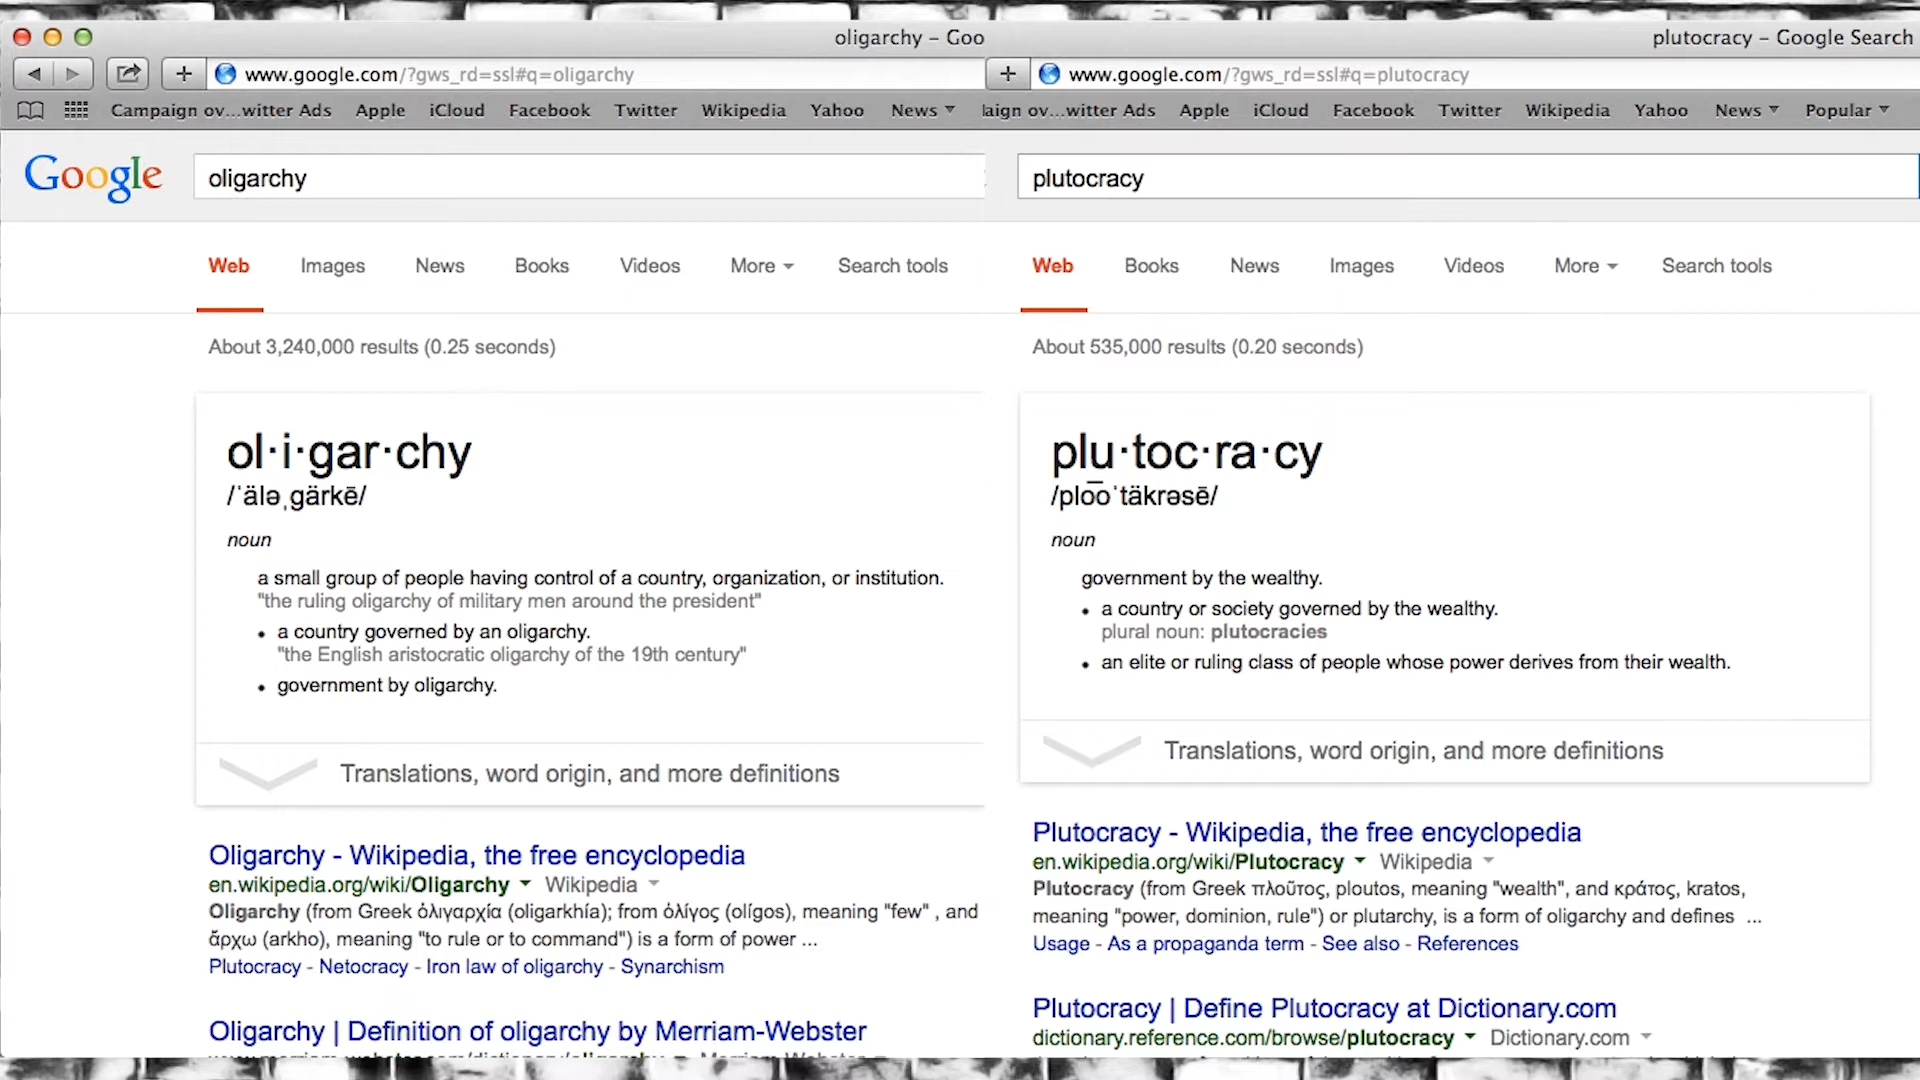 oligarchy – Goo
www.google.com/?gws_rd=ssl#q=oligarchy
Campaign ov...witter Ads Apple iCloud Facebook Twitter Wikipedia Yahoo News
Google
oligarchy
Web Images News Books Videos More Search tools
About 3,240,000 results (0.25 seconds)
ol·i·gar·chy
/ˈäləˌgärkē/
noun
a small group of people having control of a country, organization, or institution.
"the ruling oligarchy of military men around the president"
• a country governed by an oligarchy.
"the English aristocratic oligarchy of the 19th century"
• government by oligarchy.
Translations, word origin, and more definitions
Oligarchy - Wikipedia, the free encyclopedia
en.wikipedia.org/wiki/Oligarchy Wikipedia
Oligarchy (from Greek ὀλιγαρχία (oligarkhía); from ὀλίγος (olígos), meaning "few" , and
ἄρχω (arkho), meaning "to rule or to command") is a form of power ...
Plutocracy - Netocracy - Iron law of oligarchy - Synarchism
Oligarchy | Definition of oligarchy by Merriam-Webster
plutocracy – Google Search
www.google.com/?gws_rd=ssl#q=plutocracy
aign ov...witter Ads Apple iCloud Facebook Twitter Wikipedia Yahoo News Popular
plutocracy
Web Books News Images Videos More Search tools
About 535,000 results (0.20 seconds)
plu·toc·ra·cy
/plo͞oˈtäkrəsē/
noun
government by the wealthy.
• a country or society governed by the wealthy.
plural noun: plutocracies
• an elite or ruling class of people whose power derives from their wealth.
Translations, word origin, and more definitions
Plutocracy - Wikipedia, the free encyclopedia
en.wikipedia.org/wiki/Plutocracy Wikipedia
Plutocracy (from Greek πλοῦτος, ploutos, meaning "wealth", and κράτος, kratos,
meaning "power, dominion, rule") or plutarchy, is a form of oligarchy and defines ...
Usage - As a propaganda term - See also - References
Plutocracy | Define Plutocracy at Dictionary.com
dictionary.reference.com/browse/plutocracy Dictionary.com